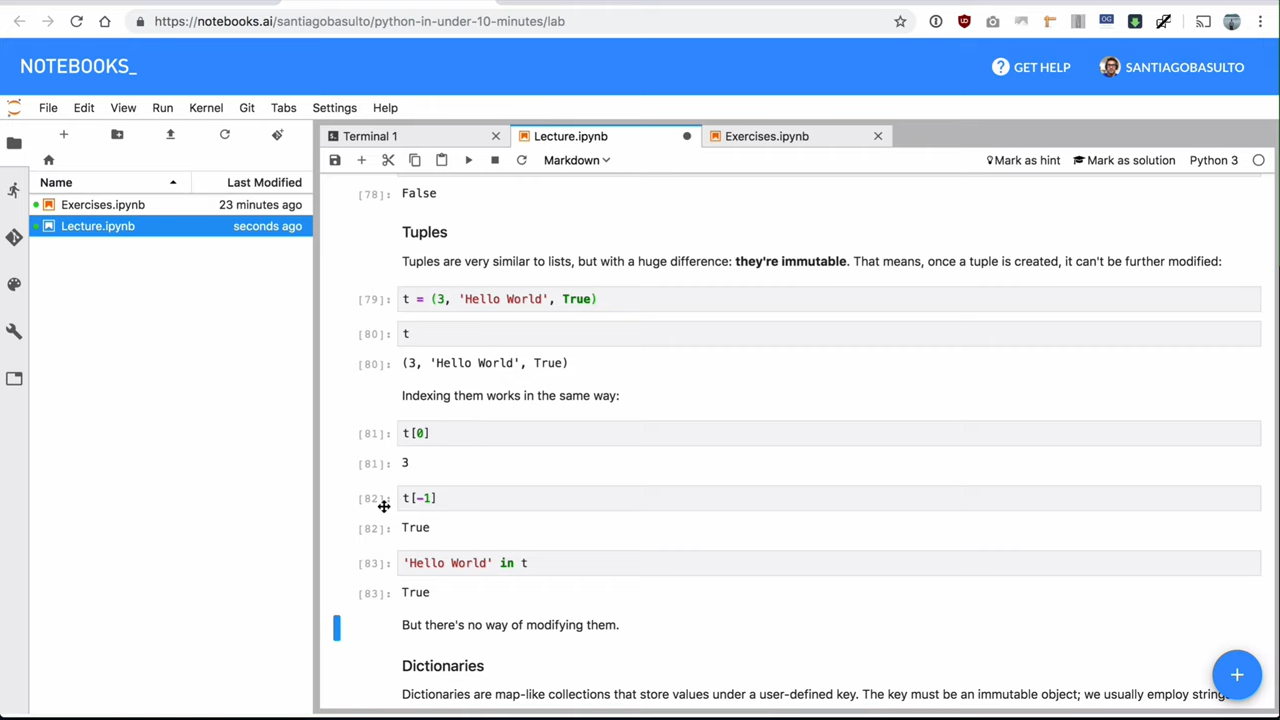 https://notebooks.ai/santiagobasulto/python-in-under-10-minutes/lab
NOTEBOOKS_
GET HELP
SANTIAGOBASULTO
File Edit View Run Kernel Git Tabs Settings Help
Terminal 1
Lecture.ipynb
Exercises.ipynb
Markdown
Mark as hint
Mark as solution
Python 3
Name
Last Modified
Exercises.ipynb 23 minutes ago
Lecture.ipynb seconds ago
[78]: False
Tuples
Tuples are very similar to lists, but with a huge difference: they're immutable. That means, once a tuple is created, it can't be further modified:
[79]: t = (3, 'Hello World', True)
[80]: t
[80]: (3, 'Hello World', True)
Indexing them works in the same way:
[81]: t[0]
[81]: 3
[82]: t[-1]
[82]: True
[83]: 'Hello World' in t
[83]: True
But there's no way of modifying them.
Dictionaries
Dictionaries are map-like collections that store values under a user-defined key. The key must be an immutable object; we usually employ string